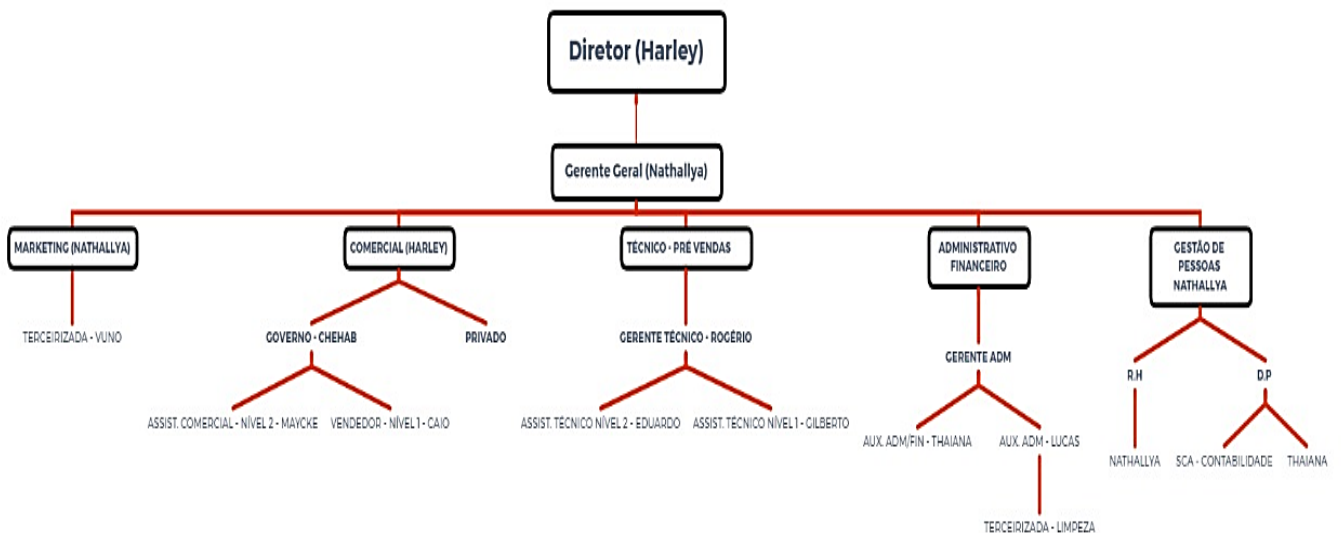 Diretor (Harley)
Gerente Geral (Nathallya)
MARKETING (NATHALLYA)
COMERCIAL (HARLEY)
TÉCNICO - PRÉ VENDAS
ADMINISTRATIVO
FINANCEIRO
GESTÃO DE
PESSOAS
NATHALLYA
TERCEIRIZADA - VUNO
GOVERNO - CHEHAB
PRIVADO
GERENTE TÉCNICO - ROGÉRIO
GERENTE ADM
R.H
D.P
ASSIST. COMERCIAL - NÍVEL 2 - MAYCKE
VENDEDOR - NÍVEL 1 - CAIO
ASSIST. TÉCNICO NÍVEL 2 - EDUARDO
ASSIST. TÉCNICO NÍVEL 1 - GILBERTO
AUX. ADM/FIN - THAIANA
AUX. ADM - LUCAS
NATHALLYA
SCA - CONTABILIDADE
THAIANA
TERCEIRIZADA - LIMPEZA